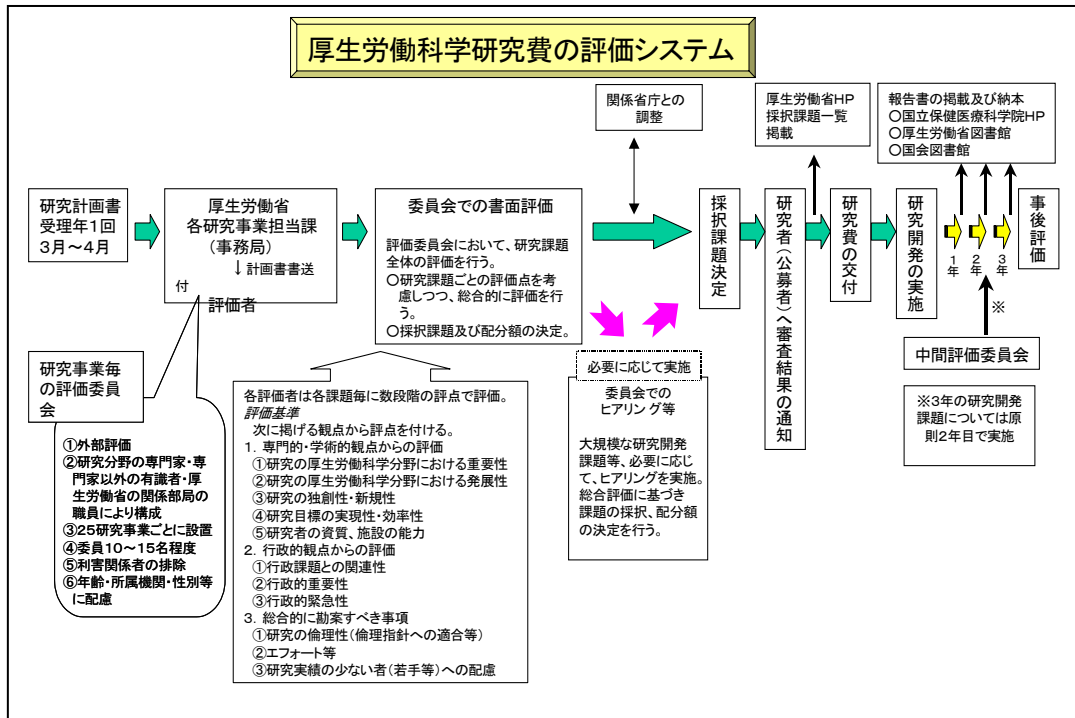 厚生労働科学研究費の評価システム
関係省庁との
調整
厚生労働省HP
採択課題一覧
掲載
報告書の掲載及び納本
○国立保健医療科学院HP
○厚生労働省図書館
○国会図書館
研究計画書
受理年1回
3月～4月
厚生労働省
各研究事業担当課
（事務局）
↓計画書書送
付
評価者
委員会での書面評価
評価委員会において、研究課題
全体の評価を行う。
○研究課題ごとの評価点を考
慮しつつ、総合的に評価を行
う。
○採択課題及び配分額の決定。
採択課題決定
研究者（公募者）へ審査結果の通知
研究費の交付
研究開発の実施
1年
2年
3年
事後評価
※
中間評価委員会
※3年の研究開発
課題については原
則2年目で実施
研究事業毎
の評価委員
会
①外部評価
②研究分野の専門家・専
門家以外の有識者・厚
生労働省の関係部局の
職員により構成
③25研究事業ごとに設置
④委員10～15名程度
⑤利害関係者の排除
⑥年齢・所属機関・性別等
に配慮
各評価者は各課題毎に数段階の評点で評価。
評価基準
次に掲げる観点から評点を付ける。
1．専門的・学術的観点からの評価
①研究の厚生労働科学分野における重要性
②研究の厚生労働科学分野における発展性
③研究の独創性・新規性
④研究目標の実現性・効率性
⑤研究者の資質、施設の能力
2．行政的観点からの評価
①行政課題との関連性
②行政的重要性
③行政的緊急性
3．総合的に勘案すべき事項
①研究の倫理性（倫理指針への適合等）
②エフォート等
③研究実績の少ない者（若手等）への配慮
必要に応じて実施
委員会での
ヒアリング等
大規模な研究開発
課題等、必要に応じ
て、ヒアリングを実施。
総合評価に基づき
課題の採択、配分額
の決定を行う。